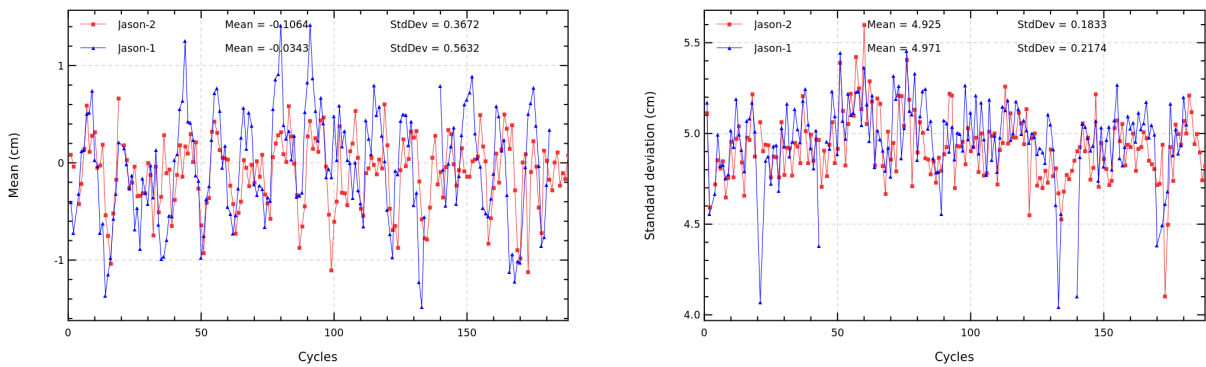 Jason-2 Mean = -0.1064 StdDev = 0.3672
Jason-1 Mean = -0.0343 StdDev = 0.5632
Mean (cm)
1
0
-1
0 50 100 150
Cycles
Jason-2 Mean = 4.925 StdDev = 0.1833
Jason-1 Mean = 4.971 StdDev = 0.2174
Standard deviation (cm)
5.5
5.0
4.5
4.0
0 50 100 150
Cycles